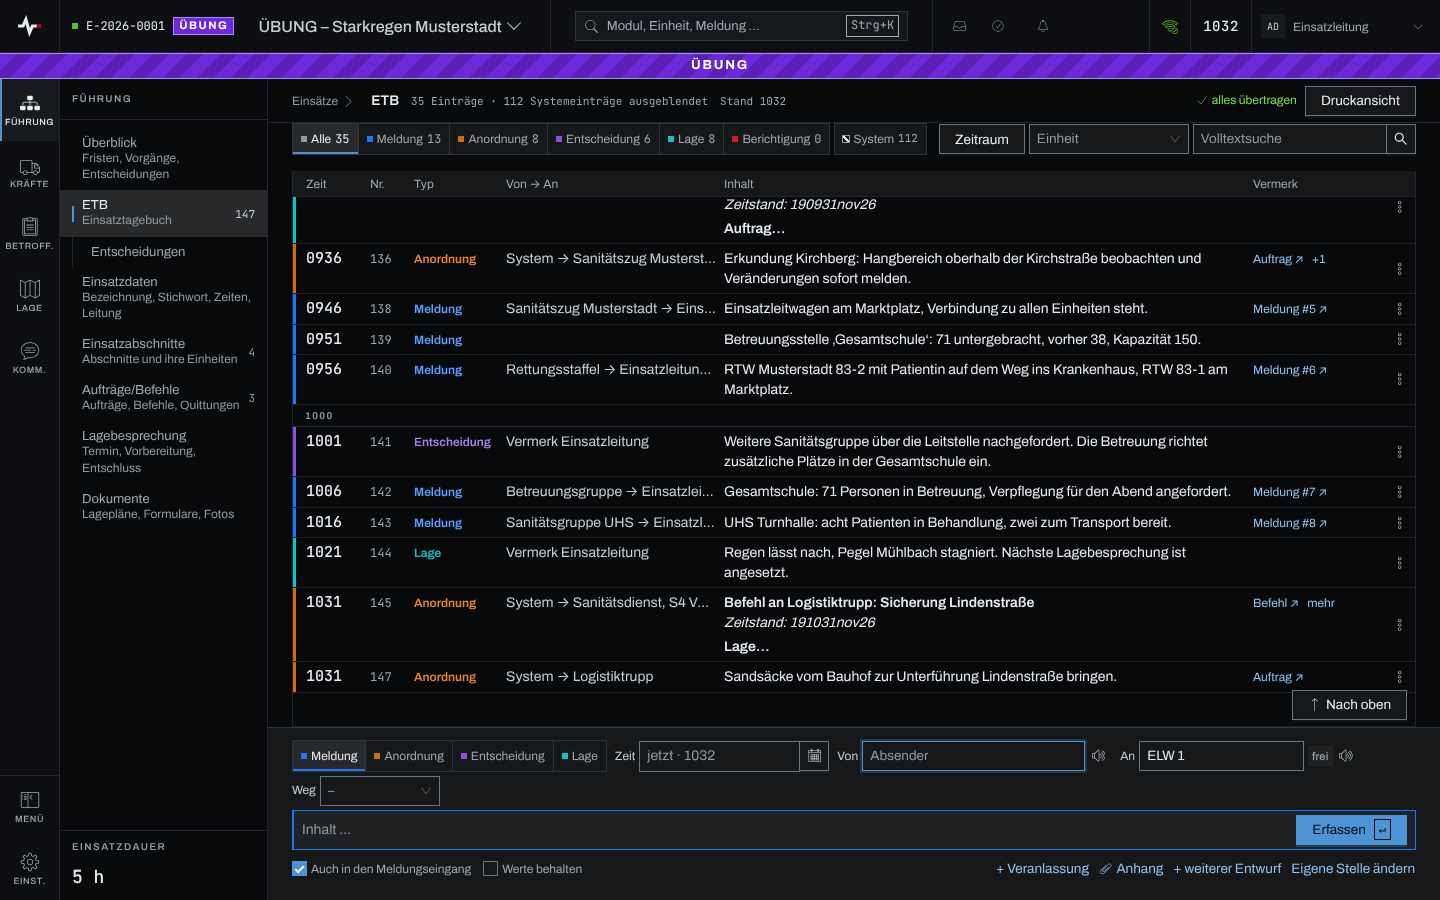 E-2026-0001 ÜBUNG ÜBUNG – Starkregen Musterstadt Modul, Einheit, Meldung ... Strg+K 1032 AD Einsatzleitung
ÜBUNG
FÜHRUNG
KRÄFTE
BETROFF.
LAGE
KOMM.
MENÜ
EINST.
FÜHRUNG
Überblick
Fristen, Vorgänge,
Entscheidungen
ETB
Einsatztagebuch 147
Entscheidungen
Einsatzdaten
Bezeichnung, Stichwort, Zeiten,
Leitung
Einsatzabschnitte
Abschnitte und ihre Einheiten 4
Aufträge/Befehle
Aufträge, Befehle, Quittungen 3
Lagebesprechung
Termin, Vorbereitung,
Entschluss
Dokumente
Lagepläne, Formulare, Fotos
EINSATZDAUER
5 h
Einsätze ETB 35 Einträge · 112 Systemeinträge ausgeblendet Stand 1032 alles übertragen Druckansicht
Alle 35 Meldung 13 Anordnung 8 Entscheidung 6 Lage 8 Berichtigung 0 System 112 Zeitraum Einheit Volltextsuche
Zeit Nr. Typ Von → An Inhalt Vermerk
Zeitstand: 190931nov26
Auftrag...
0936 136 Anordnung System → Sanitätszug Musterst... Erkundung Kirchberg: Hangbereich oberhalb der Kirchstraße beobachten und Auftrag ↗ +1
Veränderungen sofort melden.
0946 138 Meldung Sanitätszug Musterstadt → Eins... Einsatzleitwagen am Marktplatz, Verbindung zu allen Einheiten steht. Meldung #5 ↗
0951 139 Meldung Betreuungsstelle ‚Gesamtschule‘: 71 untergebracht, vorher 38, Kapazität 150.
0956 140 Meldung Rettungsstaffel → Einsatzleitun... RTW Musterstadt 83-2 mit Patientin auf dem Weg ins Krankenhaus, RTW 83-1 am Meldung #6 ↗
Marktplatz.
1000
1001 141 Entscheidung Vermerk Einsatzleitung Weitere Sanitätsgruppe über die Leitstelle nachgefordert. Die Betreuung richtet
zusätzliche Plätze in der Gesamtschule ein.
1006 142 Meldung Betreuungsgruppe → Einsatzlei... Gesamtschule: 71 Personen in Betreuung, Verpflegung für den Abend angefordert. Meldung #7 ↗
1016 143 Meldung Sanitätsgruppe UHS → Einsatzl... UHS Turnhalle: acht Patienten in Behandlung, zwei zum Transport bereit. Meldung #8 ↗
1021 144 Lage Vermerk Einsatzleitung Regen lässt nach, Pegel Mühlbach stagniert. Nächste Lagebesprechung ist
angesetzt.
1031 145 Anordnung System → Sanitätsdienst, S4 V... Befehl an Logistiktrupp: Sicherung Lindenstraße Befehl ↗ mehr
Zeitstand: 191031nov26
Lage...
1031 147 Anordnung System → Logistiktrupp Sandsäcke vom Bauhof zur Unterführung Lindenstraße bringen. Auftrag ↗
↑ Nach oben
Meldung Anordnung Entscheidung Lage Zeit jetzt · 1032 Von Absender An ELW 1 frei
Weg –
Inhalt ... Erfassen ↵
Auch in den Meldungseingang Werte behalten + Veranlassung Anhang + weiterer Entwurf Eigene Stelle ändern